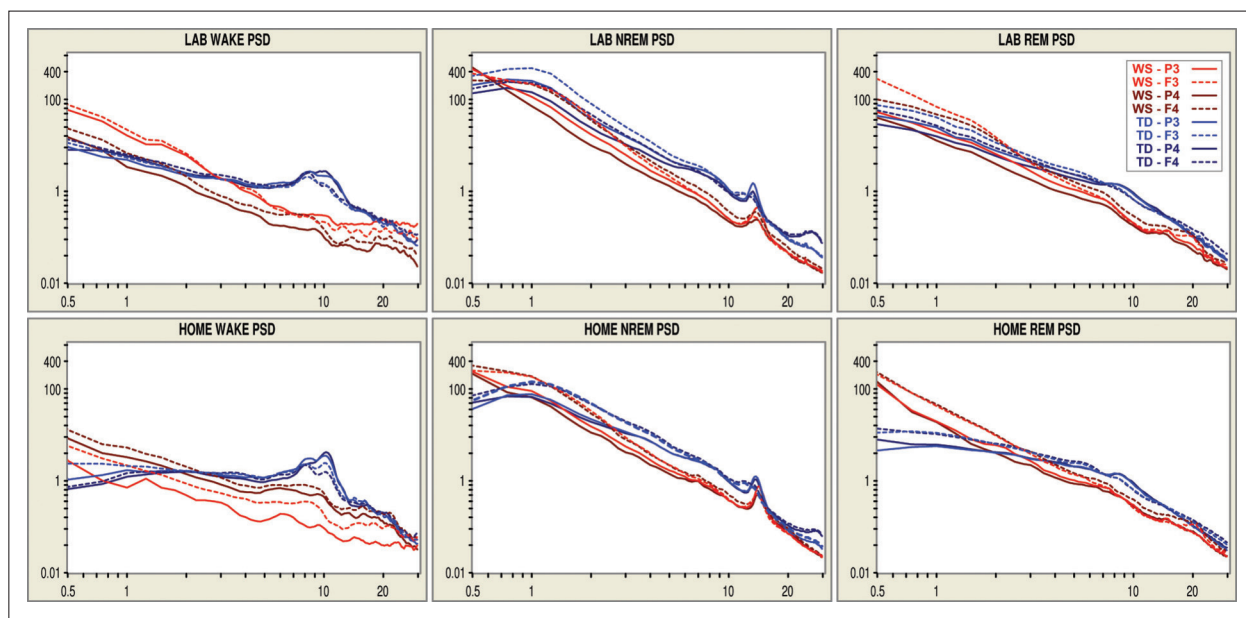 LAB WAKE PSD
400
100
1
0.01
0.5 1 10 20
LAB NREM PSD
400
100
1
0.01
0.5 1 10 20
LAB REM PSD
400
100
1
0.01
0.5 1 10 20
WS - P3
WS - F3
WS - P4
WS - F4
TD - P3
TD - F3
TD - P4
TD - F4
HOME WAKE PSD
400
100
1
0.01
0.5 1 10 20
HOME NREM PSD
400
100
1
0.01
0.5 1 10 20
HOME REM PSD
400
100
1
0.01
0.5 1 10 20